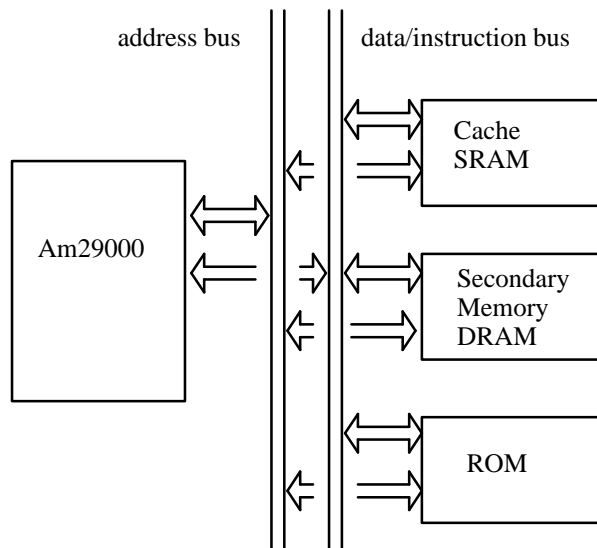 address bus
data/instruction bus
Cache
SRAM
Am29000
Secondary
Memory
DRAM
ROM